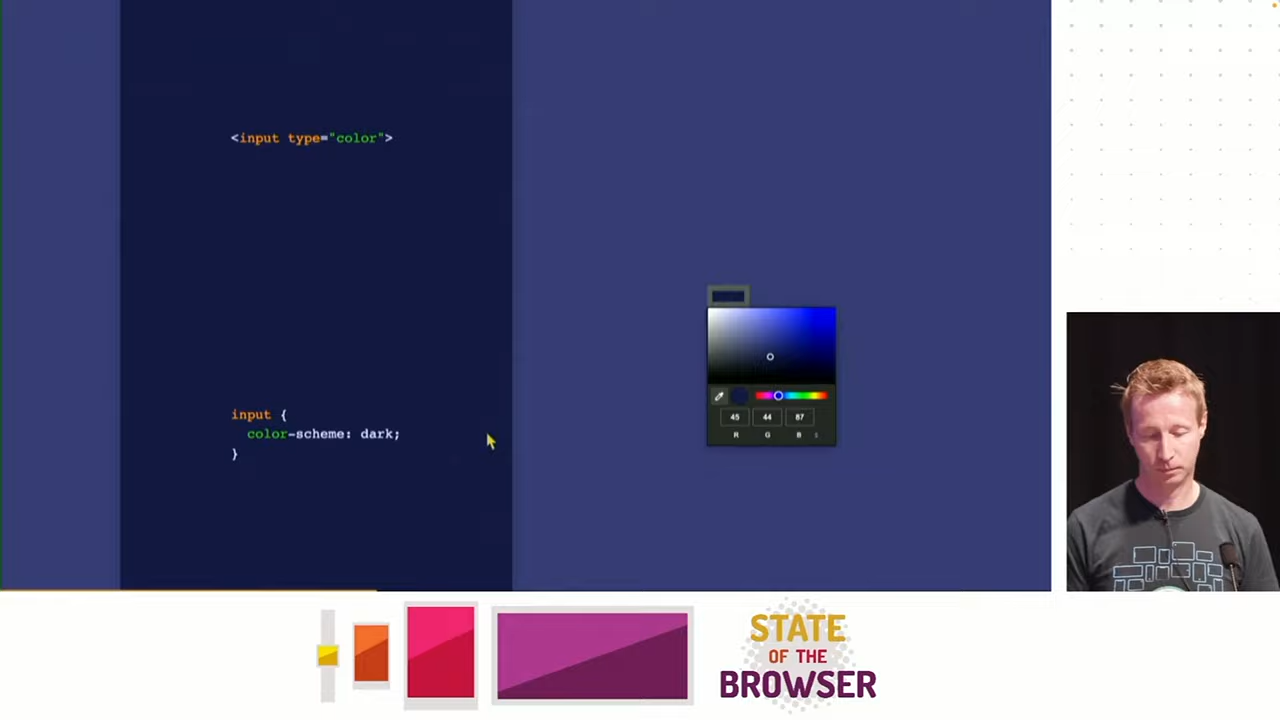 <input type="color">
input {
color-scheme: dark;
}
45 44 87
R G B
STATE
OF THE
BROWSER